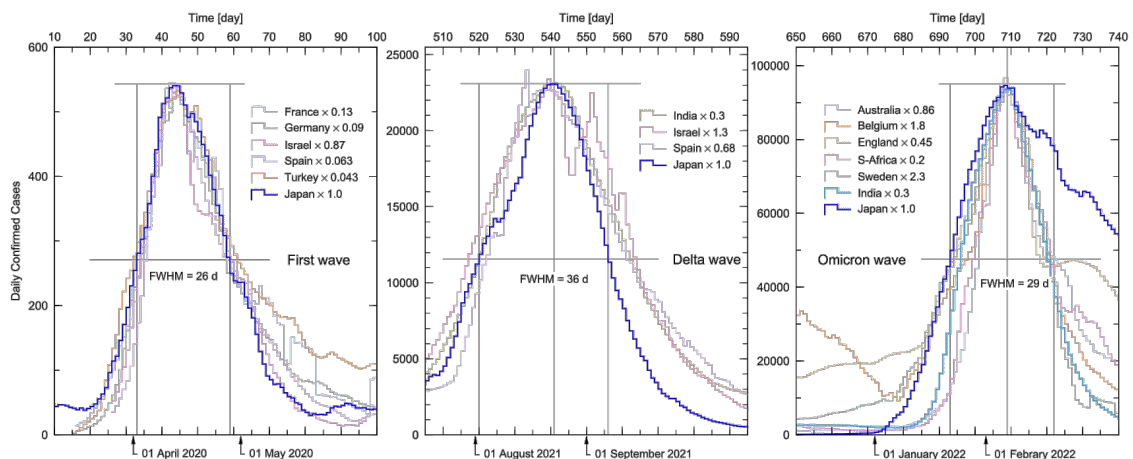 Time [day]
Time [day]
Time [day]
10 20 30 40 50 60 70 80 90 100
510 520 530 540 550 560 570 580 590
650 660 670 680 690 700 710 720 730 740
Daily Confirmed Cases
600
400
200
0
France × 0.13
Germany × 0.09
Israel × 0.87
Spain × 0.063
Turkey × 0.043
Japan × 1.0
First wave
FWHM = 26 d
01 April 2020
01 May 2020
25000
20000
15000
10000
5000
0
India × 0.3
Israel × 1.3
Spain × 0.68
Japan × 1.0
Delta wave
FWHM = 36 d
01 August 2021
01 September 2021
100000
80000
60000
40000
20000
0
Australia × 0.86
Belgium × 1.8
England × 0.45
S-Africa × 0.2
Sweden × 2.3
India × 0.3
Japan × 1.0
Omicron wave
FWHM = 29 d
01 January 2022
01 Febrary 2022